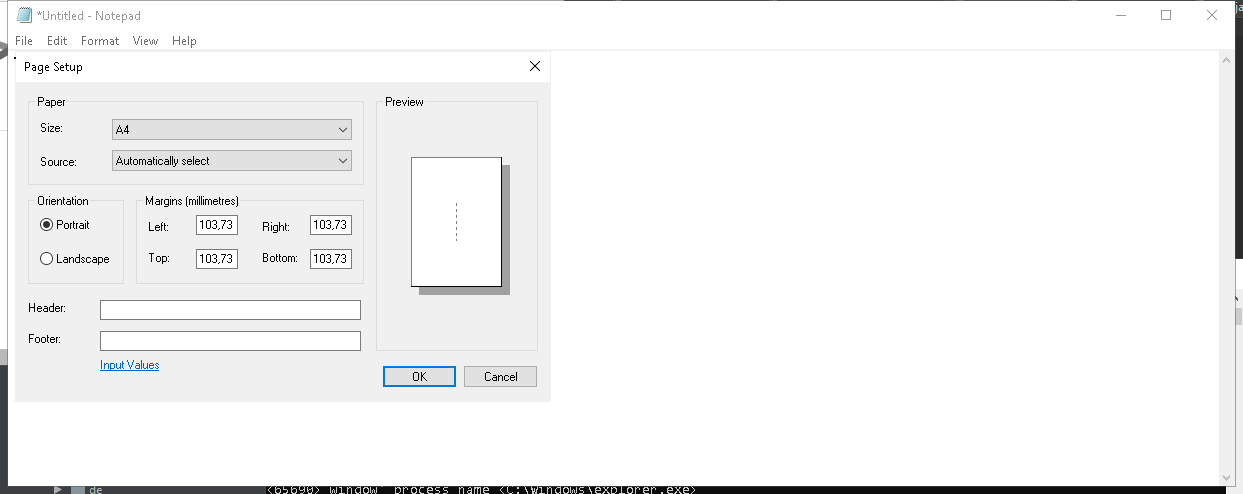 *Untitled - Notepad
File Edit Format View Help
Page Setup
Paper
Size: A4
Source: Automatically select
Preview
Orientation
Portrait
Landscape
Margins (millimetres)
Left: 103,73 Right: 103,73
Top: 103,73 Bottom: 103,73
Header:
Footer:
Input Values
OK Cancel
de <65690> window process name <C:\windows\explorer.exe>